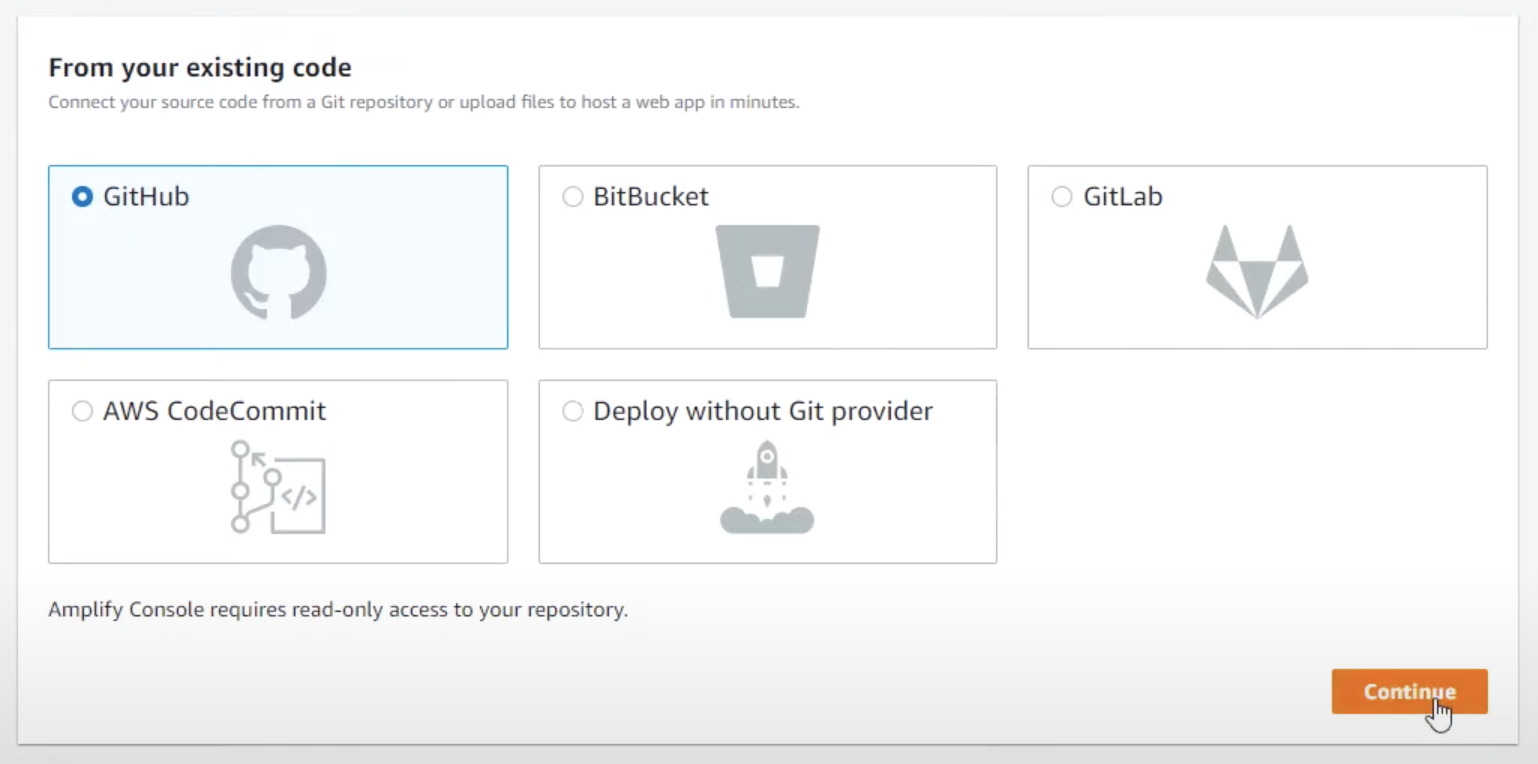 From your existing code
Connect your source code from a Git repository or upload files to host a web app in minutes.
GitHub
BitBucket
GitLab
AWS CodeCommit
</>
Deploy without Git provider
Amplify Console requires read-only access to your repository.
Continue